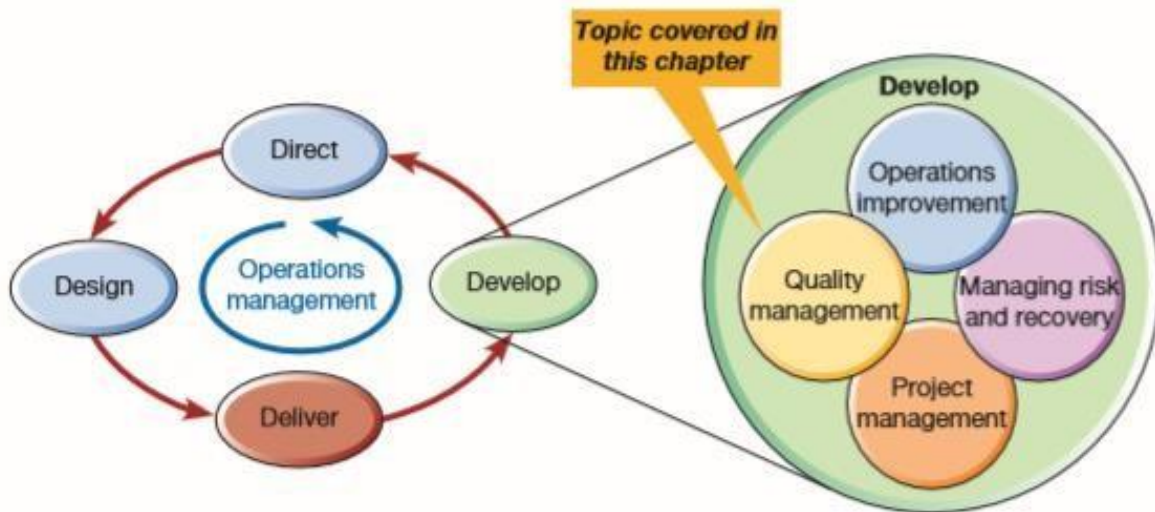 Topic covered in
this chapter
Develop
Direct
Operations
improvement
Design
Operations
management
Develop
Quality
management
Managing risk
and recovery
Deliver
Project
management